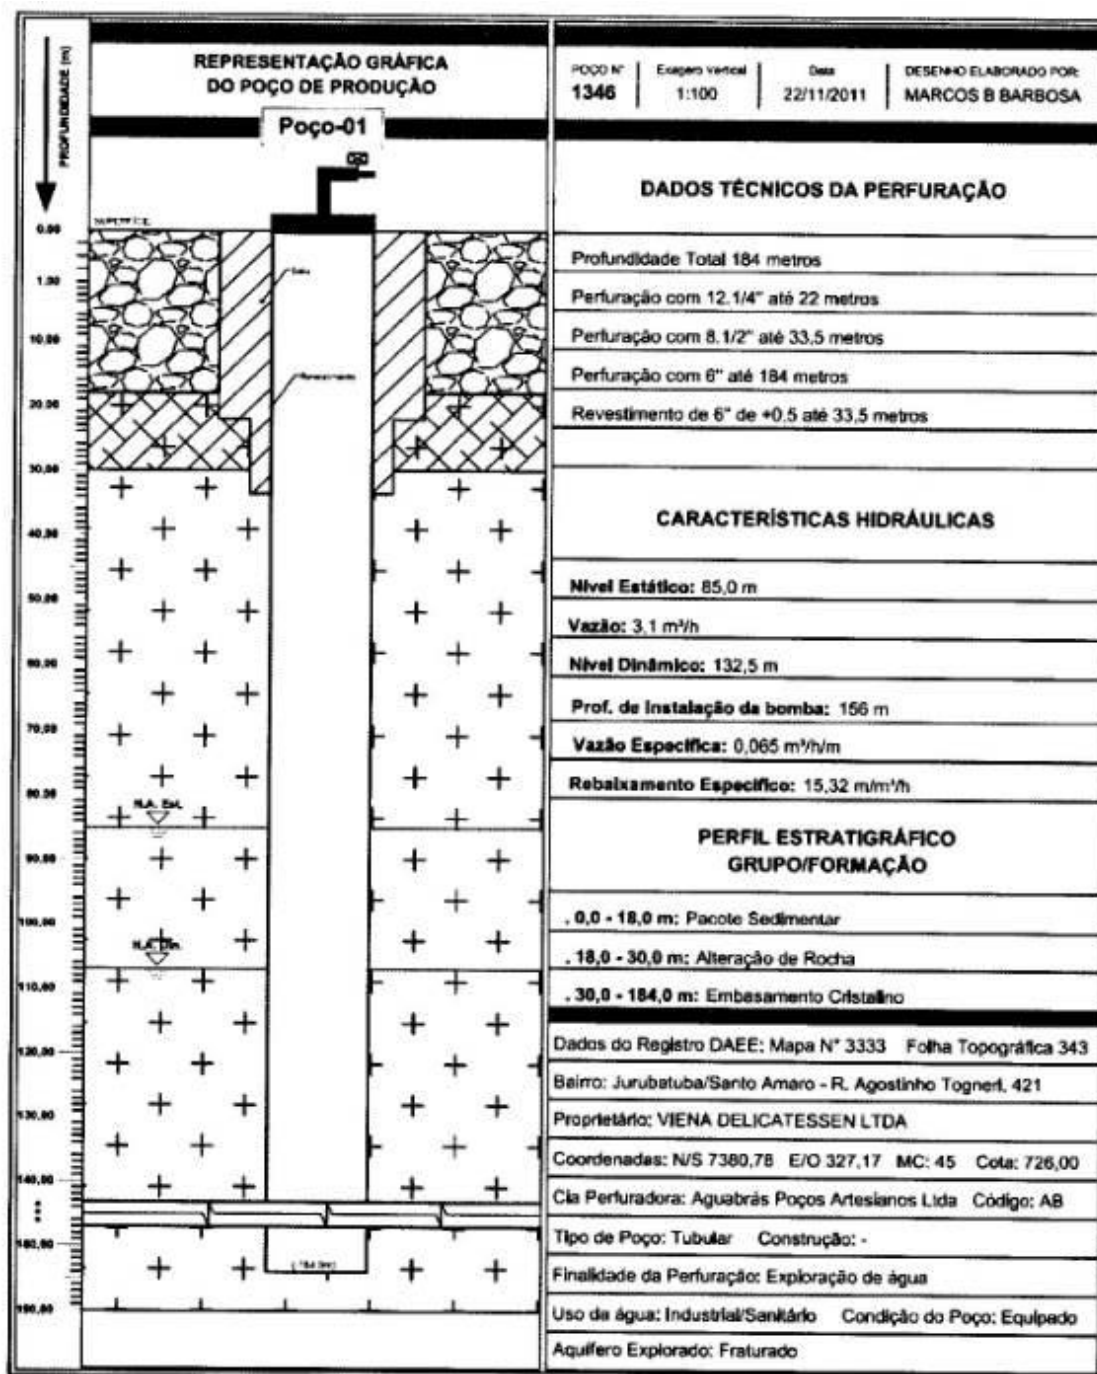 PROFUNDIDADE (m)
REPRESENTAÇÃO GRÁFICA
DO POÇO DE PRODUÇÃO
Poço-01
SUPERFÍCIE
0,00
1,00
10,00
20,00
30,00
40,00
50,00
60,00
70,00
80,00
90,00
100,00
110,00
120,00
130,00
140,00
180,00
190,00
Revestimento
N.A. Est.
N.A. Din.
( 184,0m)
POÇO N° Exagero Vertical Data DESENHO ELABORADO POR:
1346 1:100 22/11/2011 MARCOS B BARBOSA
DADOS TÉCNICOS DA PERFURAÇÃO
Profundidade Total 184 metros
Perfuração com 12.1/4" até 22 metros
Perfuração com 8.1/2" até 33,5 metros
Perfuração com 6" até 184 metros
Revestimento de 6" de +0,5 até 33,5 metros
CARACTERÍSTICAS HIDRÁULICAS
Nível Estático: 85,0 m
Vazão: 3,1 m³/h
Nível Dinâmico: 132,5 m
Prof. de Instalação da bomba: 156 m
Vazão Específica: 0,065 m³/h/m
Rebaixamento Específico: 15,32 m/m³/h
PERFIL ESTRATIGRÁFICO
GRUPO/FORMAÇÃO
. 0,0 - 18,0 m: Pacote Sedimentar
. 18,0 - 30,0 m: Alteração de Rocha
. 30,0 - 184,0 m: Embasamento Cristalino
Dados do Registro DAEE: Mapa N° 3333 Folha Topográfica 343
Bairro: Jurubatuba/Santo Amaro - R. Agostinho Togneri, 421
Proprietário: VIENA DELICATESSEN LTDA
Coordenadas: N/S 7380,78 E/O 327,17 MC: 45 Cota: 726,00
Cia Perfuradora: Aguabrás Poços Artesianos Ltda Código: AB
Tipo de Poço: Tubular Construção: -
Finalidade da Perfuração: Exploração de água
Uso da água: Industrial/Sanitário Condição do Poço: Equipado
Aquífero Explorado: Fraturado